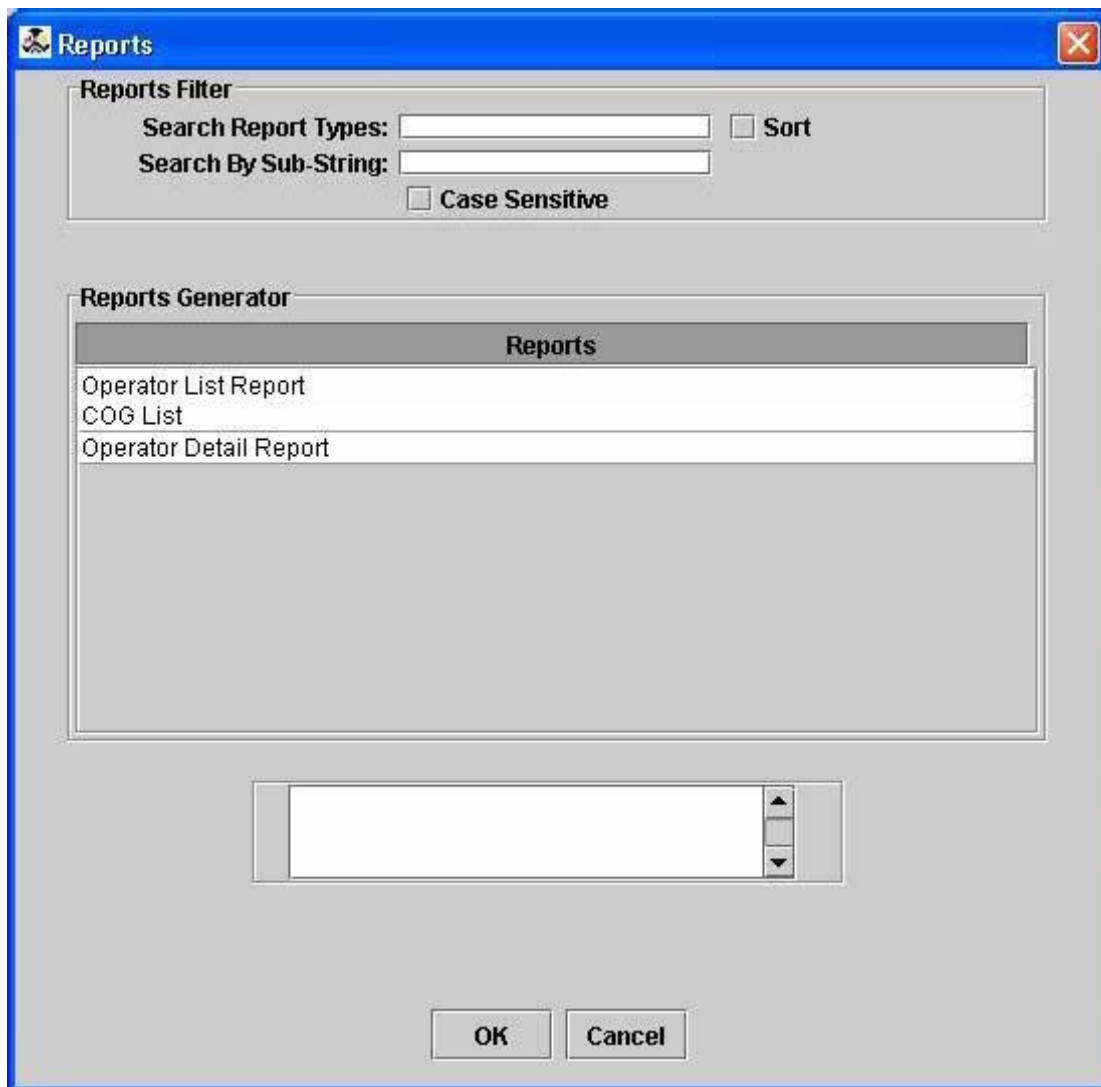 Reports
Reports Filter
Search Report Types:
Sort
Search By Sub-String:
Case Sensitive
Reports Generator
Reports
Operator List Report
COG List
Operator Detail Report
OK
Cancel